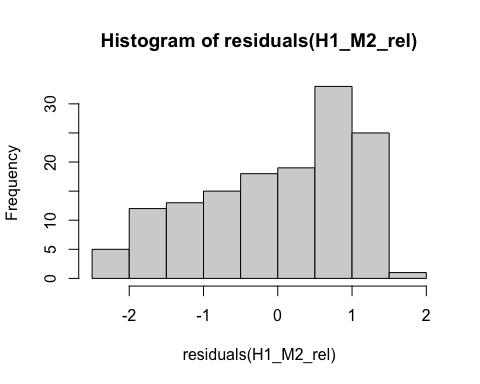 Histogram of residuals(H1_M2_rel)
Frequency
30
20
10
5
0
-2 -1 0 1 2
residuals(H1_M2_rel)